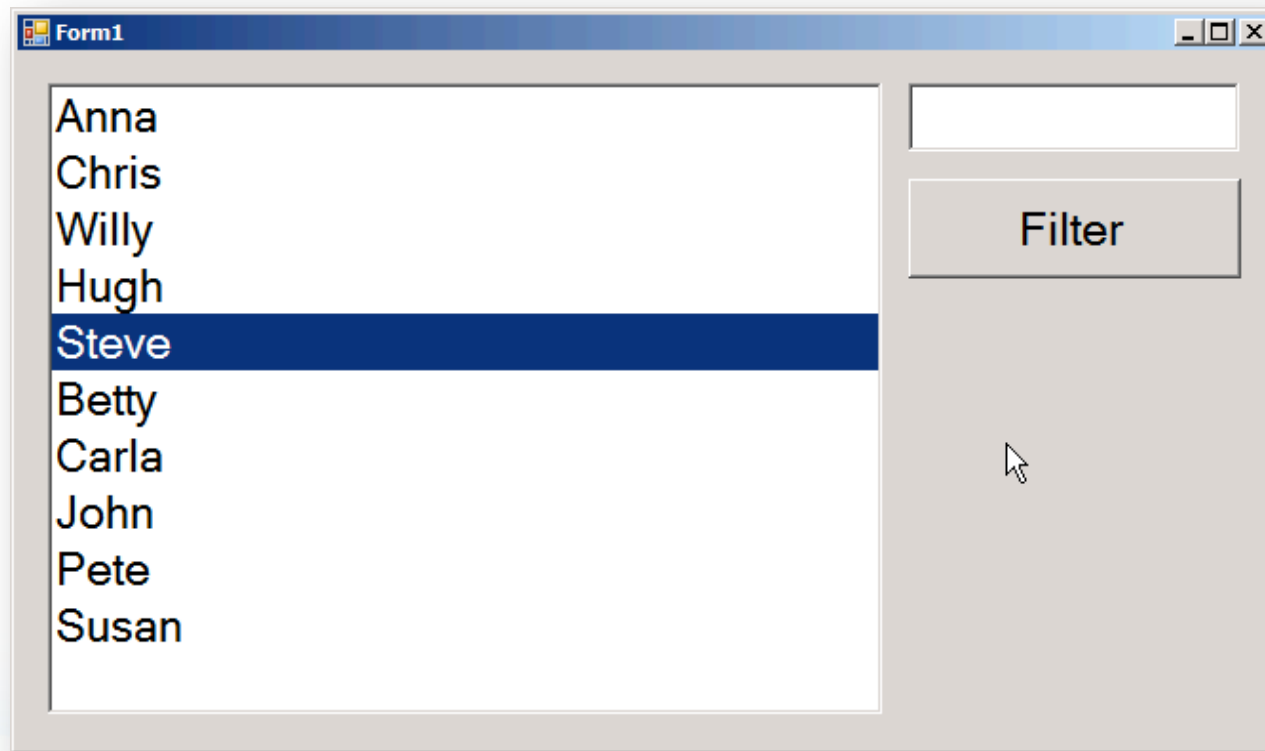 Form1
Anna
Chris
Willy
Hugh
Steve
Betty
Carla
John
Pete
Susan
Filter